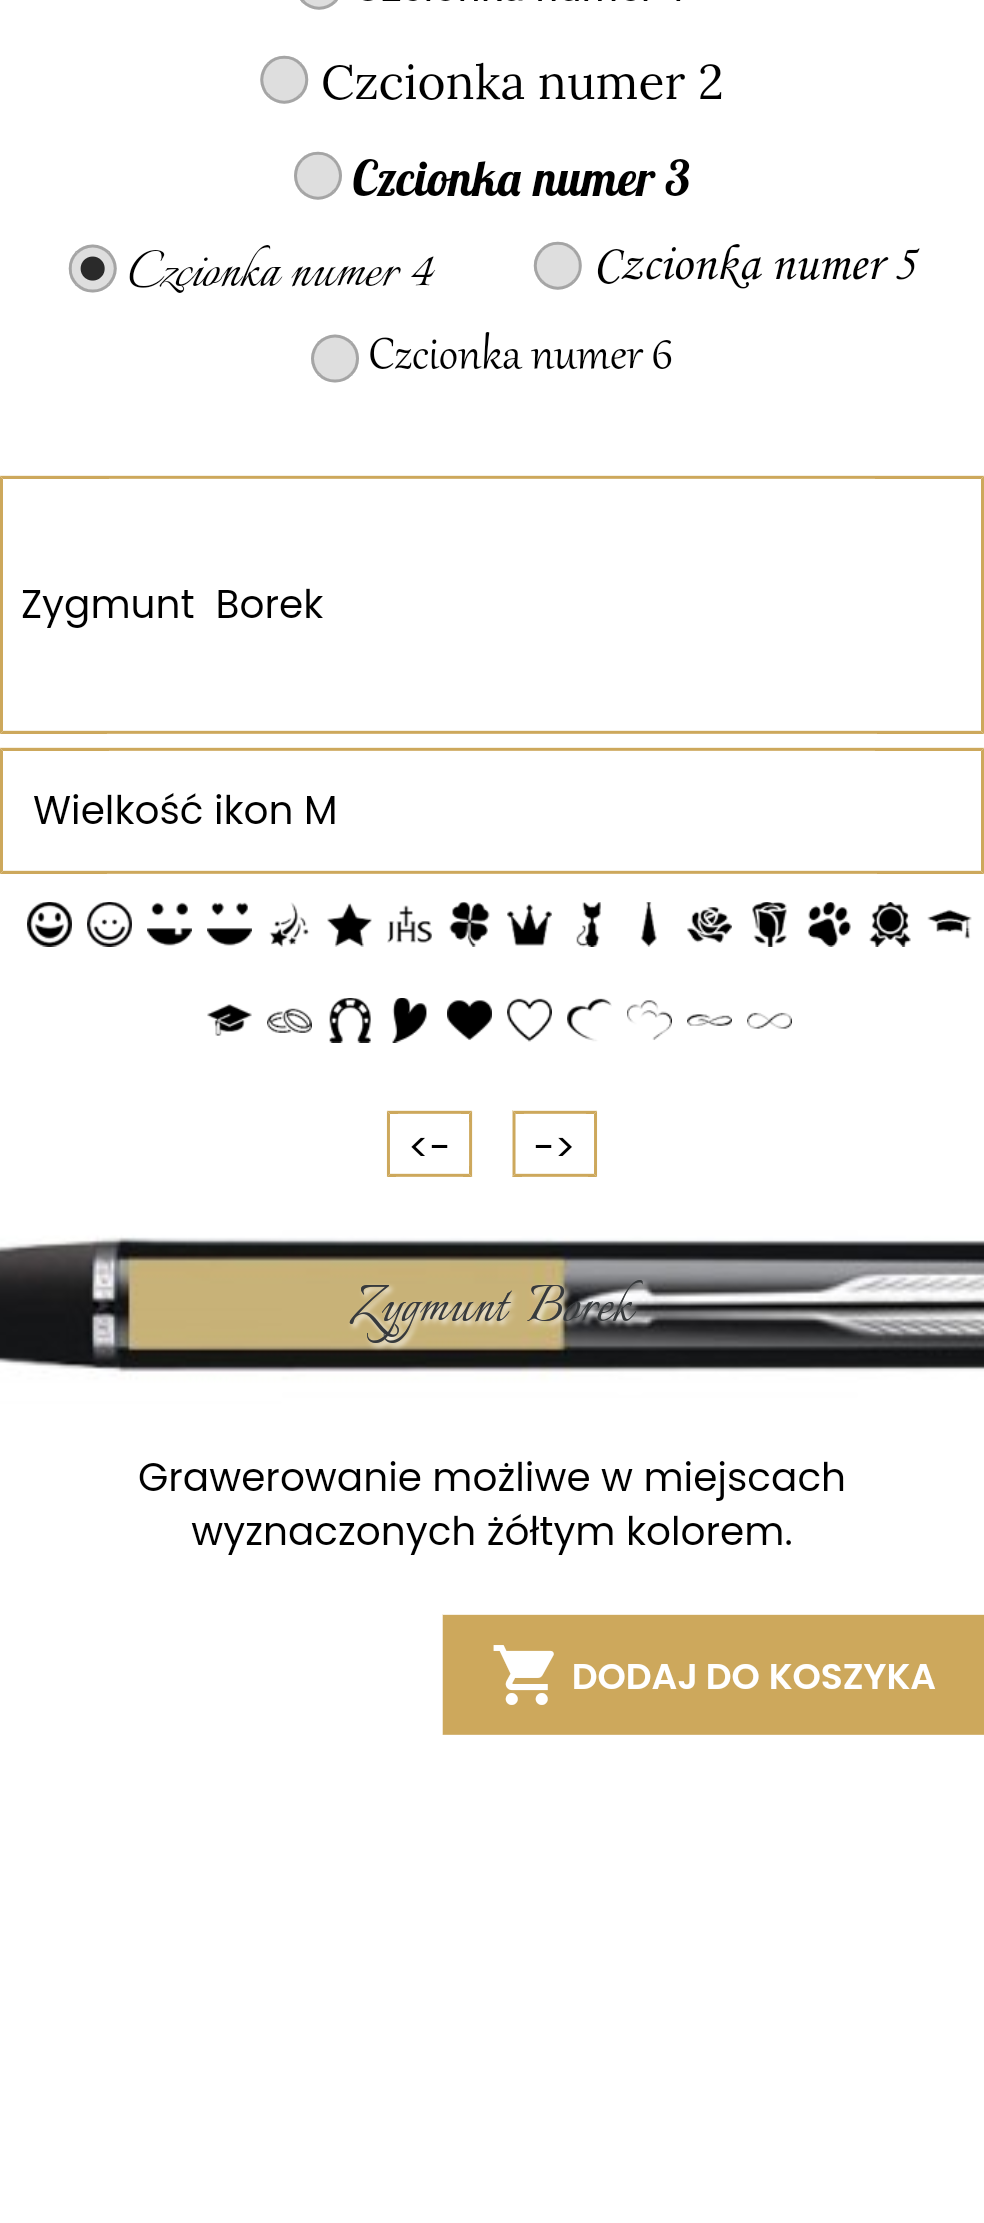 Czcionka numer 2
Czcionka numer 3
Czcionka numer 4
Czcionka numer 5
Czcionka numer 6
Zygmunt  Borek
Wielkość ikon M
JHS
<-
->
Zygmunt  Borek
Grawerowanie możliwe w miejscach
wyznaczonych żółtym kolorem.
DODAJ DO KOSZYKA